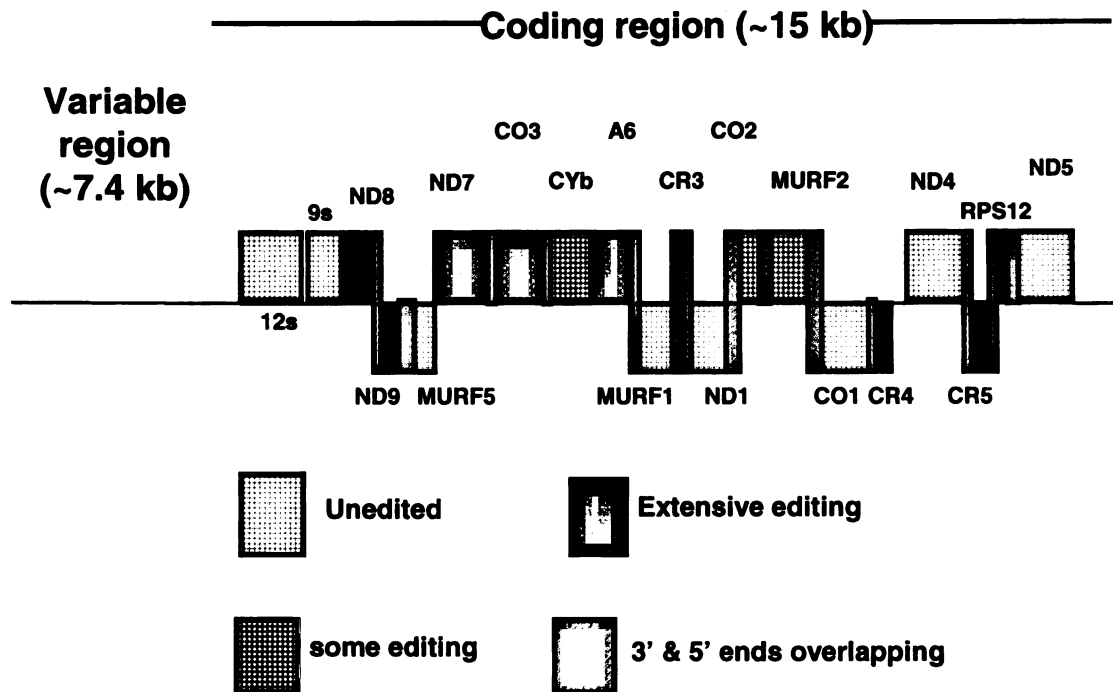 Coding region (~15 kb)
Variable
region
(~7.4 kb)
CO3 A6 CO2
ND7 CYb CR3 MURF2 ND4 ND5
ND8 9s RPS12
12s
ND9 MURF5 MURF1 ND1 CO1 CR4 CR5
Unedited Extensive editing
some editing 3' & 5' ends overlapping